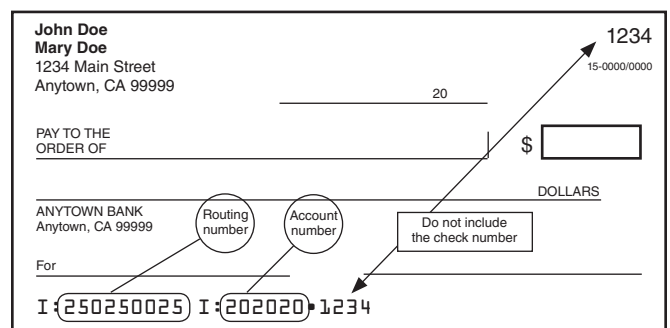 John Doe
Mary Doe
1234
1234 Main Street
15-0000/0000
Anytown, CA 99999
20
PAY TO THE
ORDER OF
$
DOLLARS
ANYTOWN BANK
Anytown, CA 99999
Routing
number
Account
number
Do not include
the check number
For
I:250250025 I:202020•1234